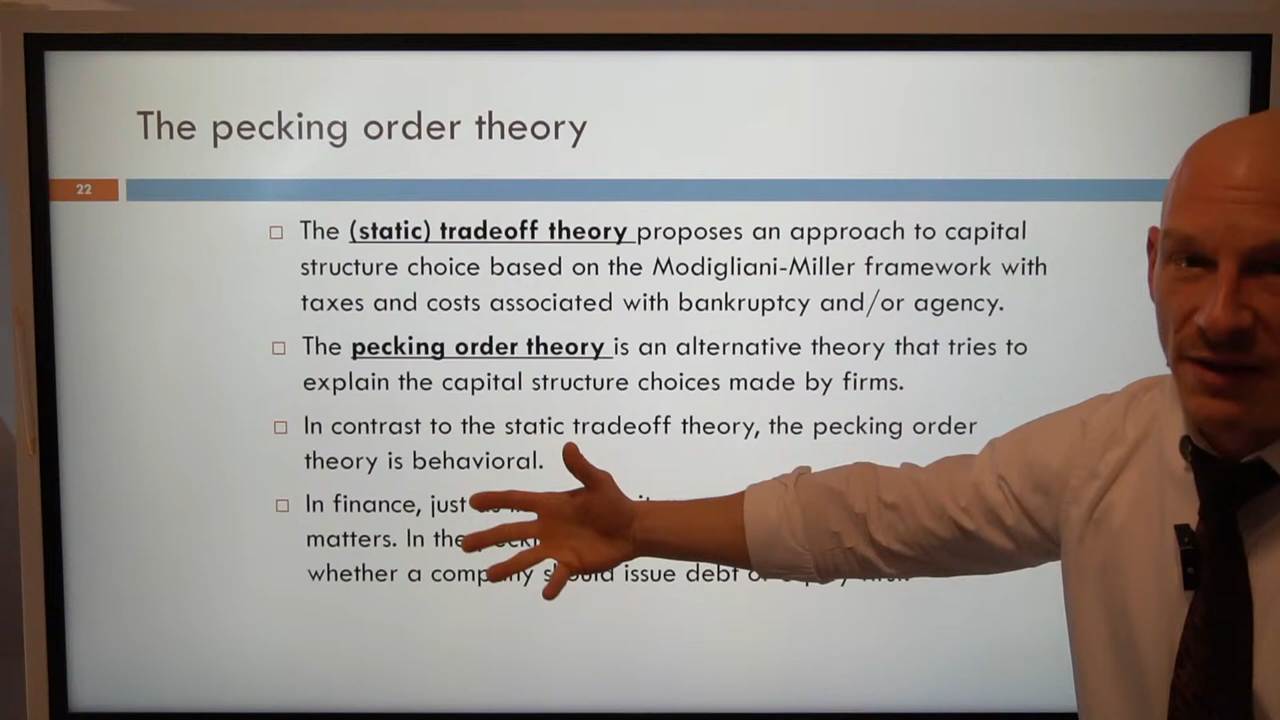 The pecking order theory
22
The (static) tradeoff theory proposes an approach to capital
structure choice based on the Modigliani-Miller framework with
taxes and costs associated with bankruptcy and/or agency.
The pecking order theory is an alternative theory that tries to
explain the capital structure choices made by firms.
In contrast to the static tradeoff theory, the pecking order
theory is behavioral.
In finance, just
matters. In the
whether a company should issue debt